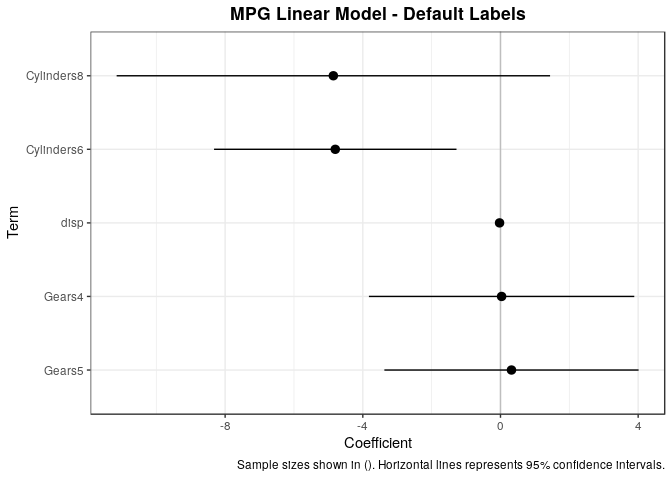 MPG Linear Model - Default Labels
Cylinders8
Cylinders6
disp
Gears4
Gears5
Term
-8 -4 0 4
Coefficient
Sample sizes shown in (). Horizontal lines represents 95% confidence intervals.